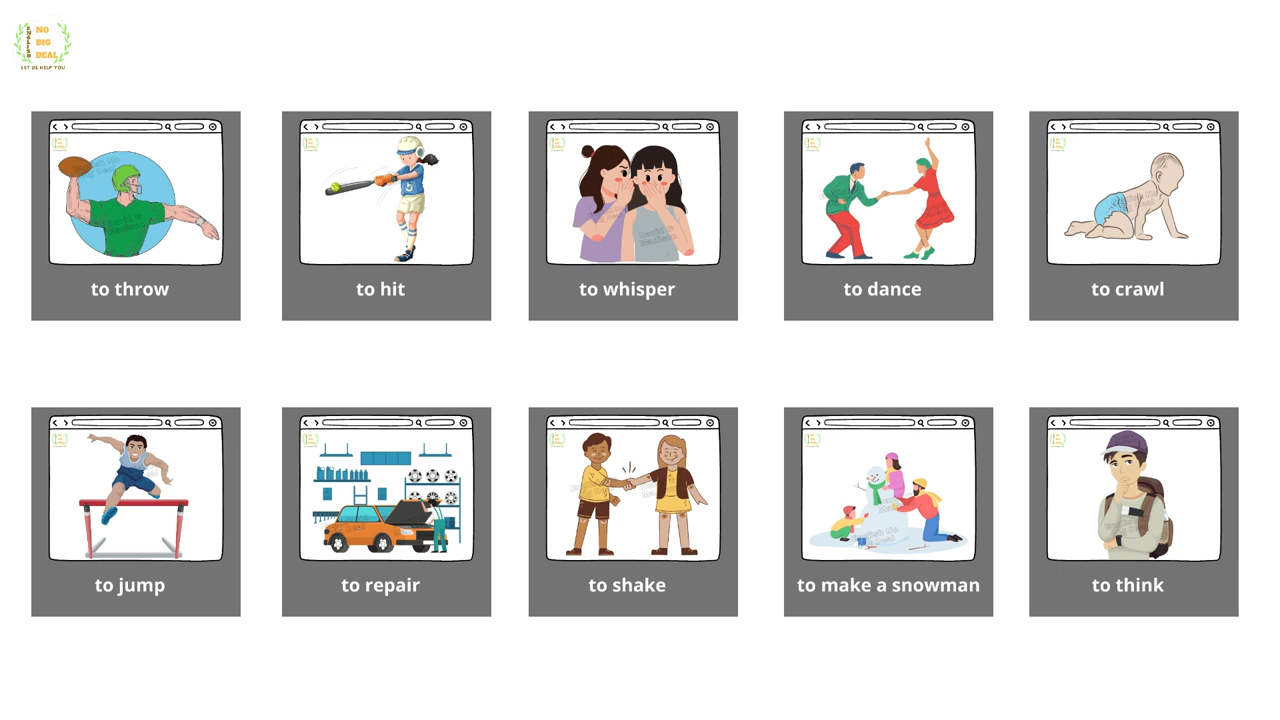 ENGLISH
NO
BIG
DEAL
LET US HELP YOU
to throw
to hit
to whisper
to dance
to crawl
to jump
to repair
to shake
to make a snowman
to think